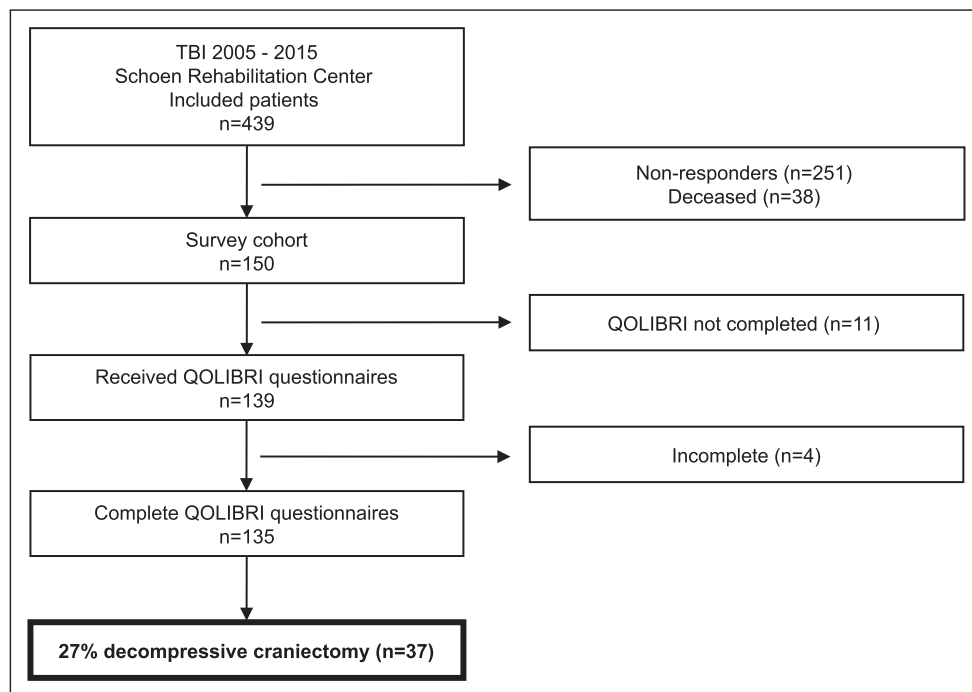 TBI 2005 - 2015
Schoen Rehabilitation Center
Included patients
n=439
Non-responders (n=251)
Deceased (n=38)
Survey cohort
n=150
QOLIBRI not completed (n=11)
Received QOLIBRI questionnaires
n=139
Incomplete (n=4)
Complete QOLIBRI questionnaires
n=135
27% decompressive craniectomy (n=37)